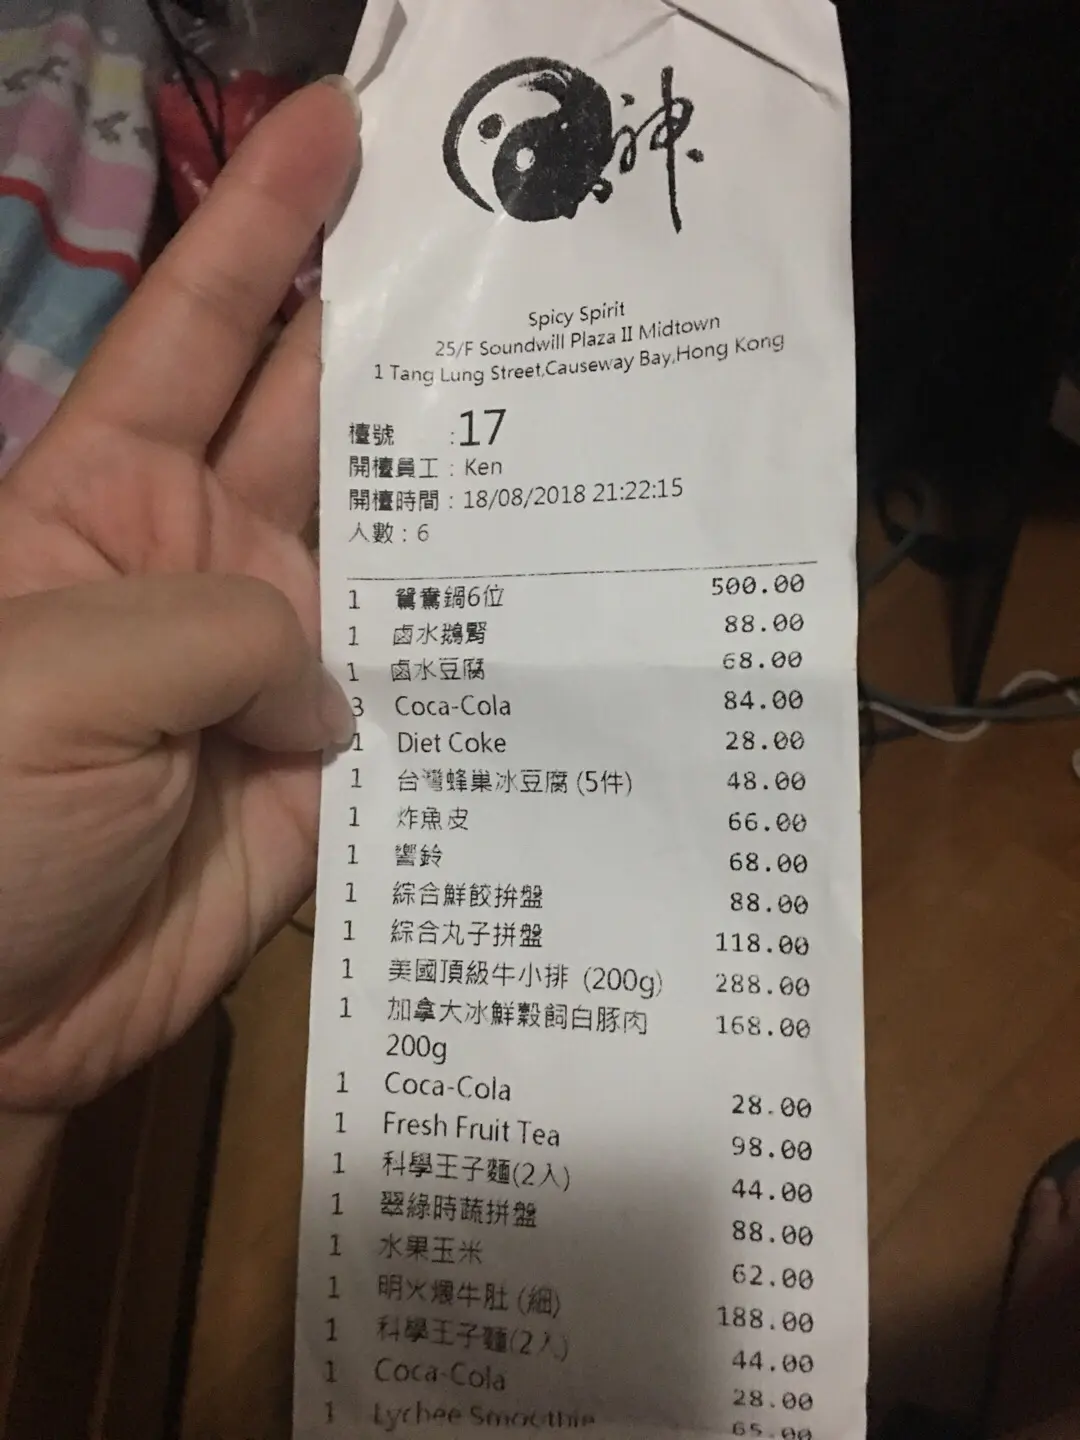 神
Spicy Spirit
25/F Soundwill Plaza II Midtown
1 Tang Lung Street,Causeway Bay,Hong Kong
檯號 :17
開檯員工 : Ken
開檯時間 : 18/08/2018 21:22:15
人數 : 6
1 鴛鴦鍋6位 500.00
1 鹵水鵝腎 88.00
1 鹵水豆腐 68.00
3 Coca-Cola 84.00
1 Diet Coke 28.00
1 台灣蜂巢冰豆腐 (5件) 48.00
1 炸魚皮 66.00
1 響鈴 68.00
1 綜合鮮餃拚盤 88.00
1 綜合丸子拼盤 118.00
1 美國頂級牛小排 (200g) 288.00
1 加拿大冰鮮穀飼白豚肉 168.00
200g
1 Coca-Cola 28.00
1 Fresh Fruit Tea 98.00
1 科學王子麵(2入) 44.00
1 翠綠時蔬拼盤 88.00
1 水果玉米 62.00
1 明火煨牛肚 (細) 188.00
1 科學王子麵(2入) 44.00
1 Coca-Cola 28.00
1 Lychee Smoothie 65.00